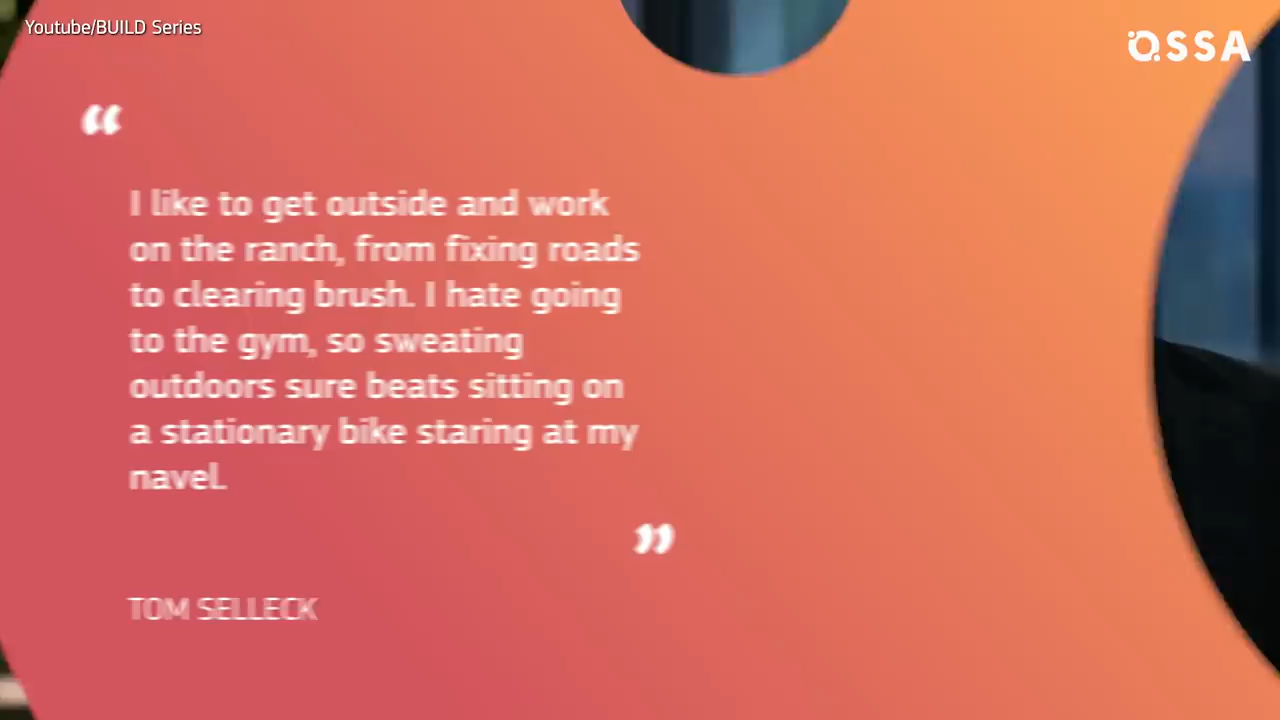 Youtube/BUILD Series
OSSA
“
I like to get outside and work
on the ranch, from fixing roads
to clearing brush. I hate going
to the gym, so sweating
outdoors sure beats sitting on
a stationary bike staring at my
navel.
”
TOM SELLECK